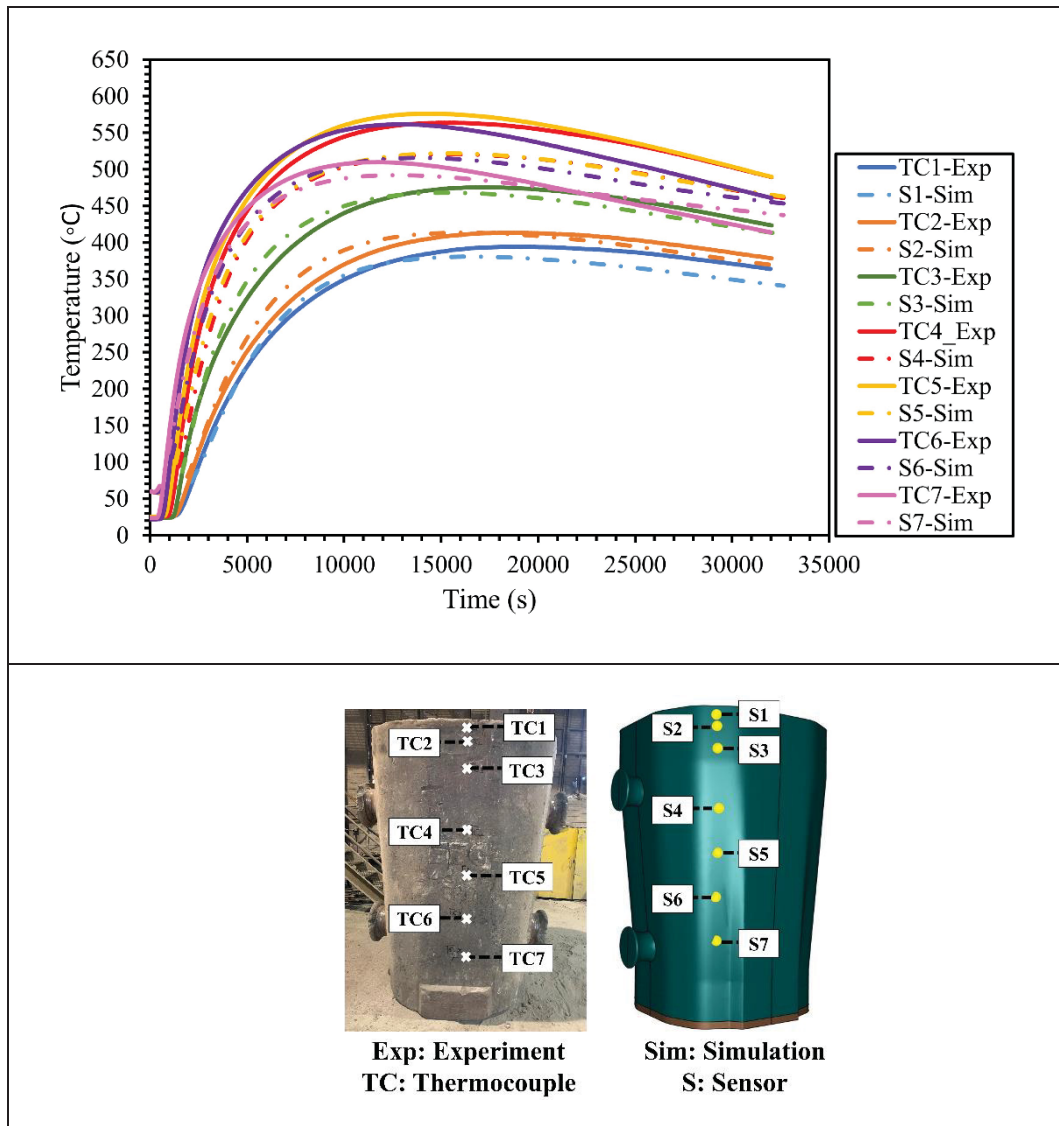 650
600
550
500
450
400
350
300
250
200
150
100
50
0
Temperature (◦C)
0 5000 10000 15000 20000 25000 30000 35000
Time (s)
TC1-Exp
S1-Sim
TC2-Exp
S2-Sim
TC3-Exp
S3-Sim
TC4_Exp
S4-Sim
TC5-Exp
S5-Sim
TC6-Exp
S6-Sim
TC7-Exp
S7-Sim
TC1
TC2
TC3
TC4
TC5
TC6
TC7
S1
S2
S3
S4
S5
S6
S7
Exp: Experiment
TC: Thermocouple
Sim: Simulation
S: Sensor